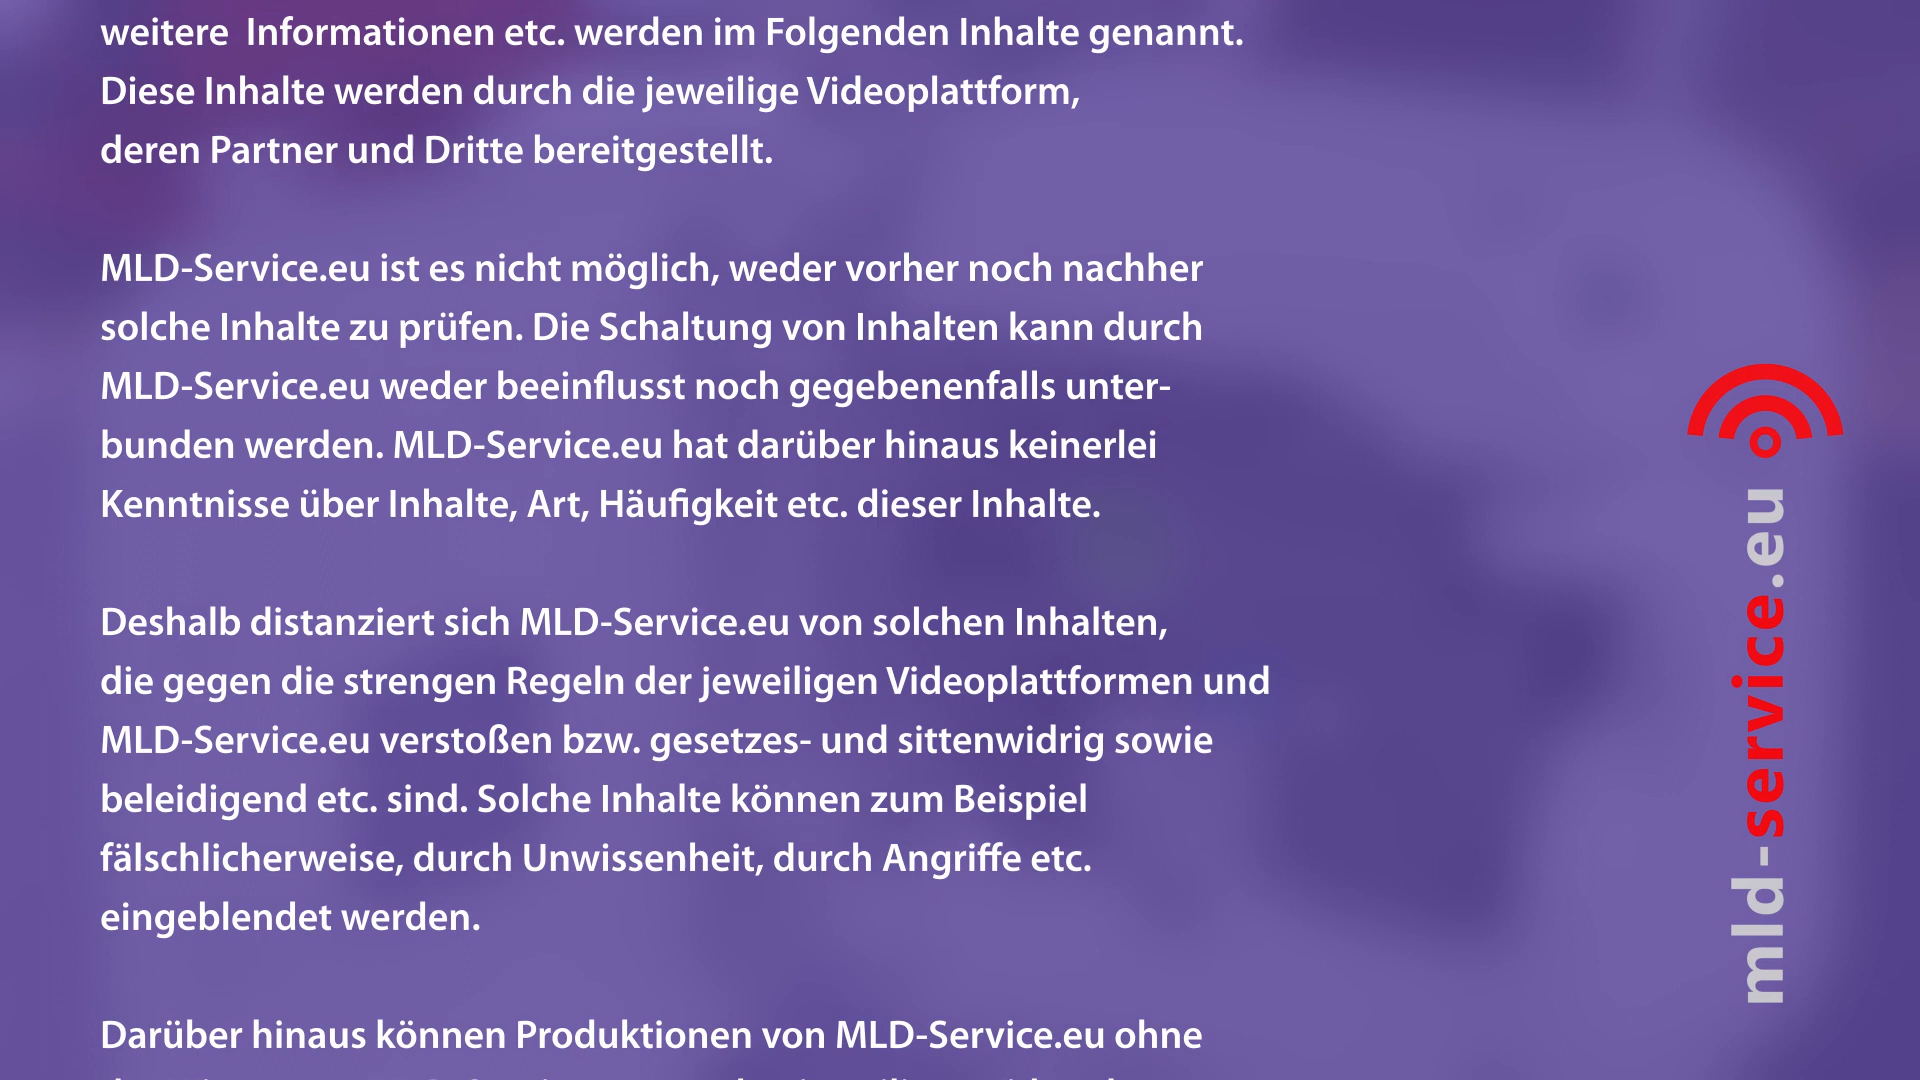 weitere  Informationen etc. werden im Folgenden Inhalte genannt.
Diese Inhalte werden durch die jeweilige Videoplattform,
deren Partner und Dritte bereitgestellt.
MLD-Service.eu ist es nicht möglich, weder vorher noch nachher
solche Inhalte zu prüfen. Die Schaltung von Inhalten kann durch
MLD-Service.eu weder beeinflusst noch gegebenenfalls unter-
bunden werden. MLD-Service.eu hat darüber hinaus keinerlei
Kenntnisse über Inhalte, Art, Häufigkeit etc. dieser Inhalte.
Deshalb distanziert sich MLD-Service.eu von solchen Inhalten,
die gegen die strengen Regeln der jeweiligen Videoplattformen und
MLD-Service.eu verstoßen bzw. gesetzes- und sittenwidrig sowie
beleidigend etc. sind. Solche Inhalte können zum Beispiel
fälschlicherweise, durch Unwissenheit, durch Angriffe etc.
eingeblendet werden.
Darüber hinaus können Produktionen von MLD-Service.eu ohne
mld-service.eu